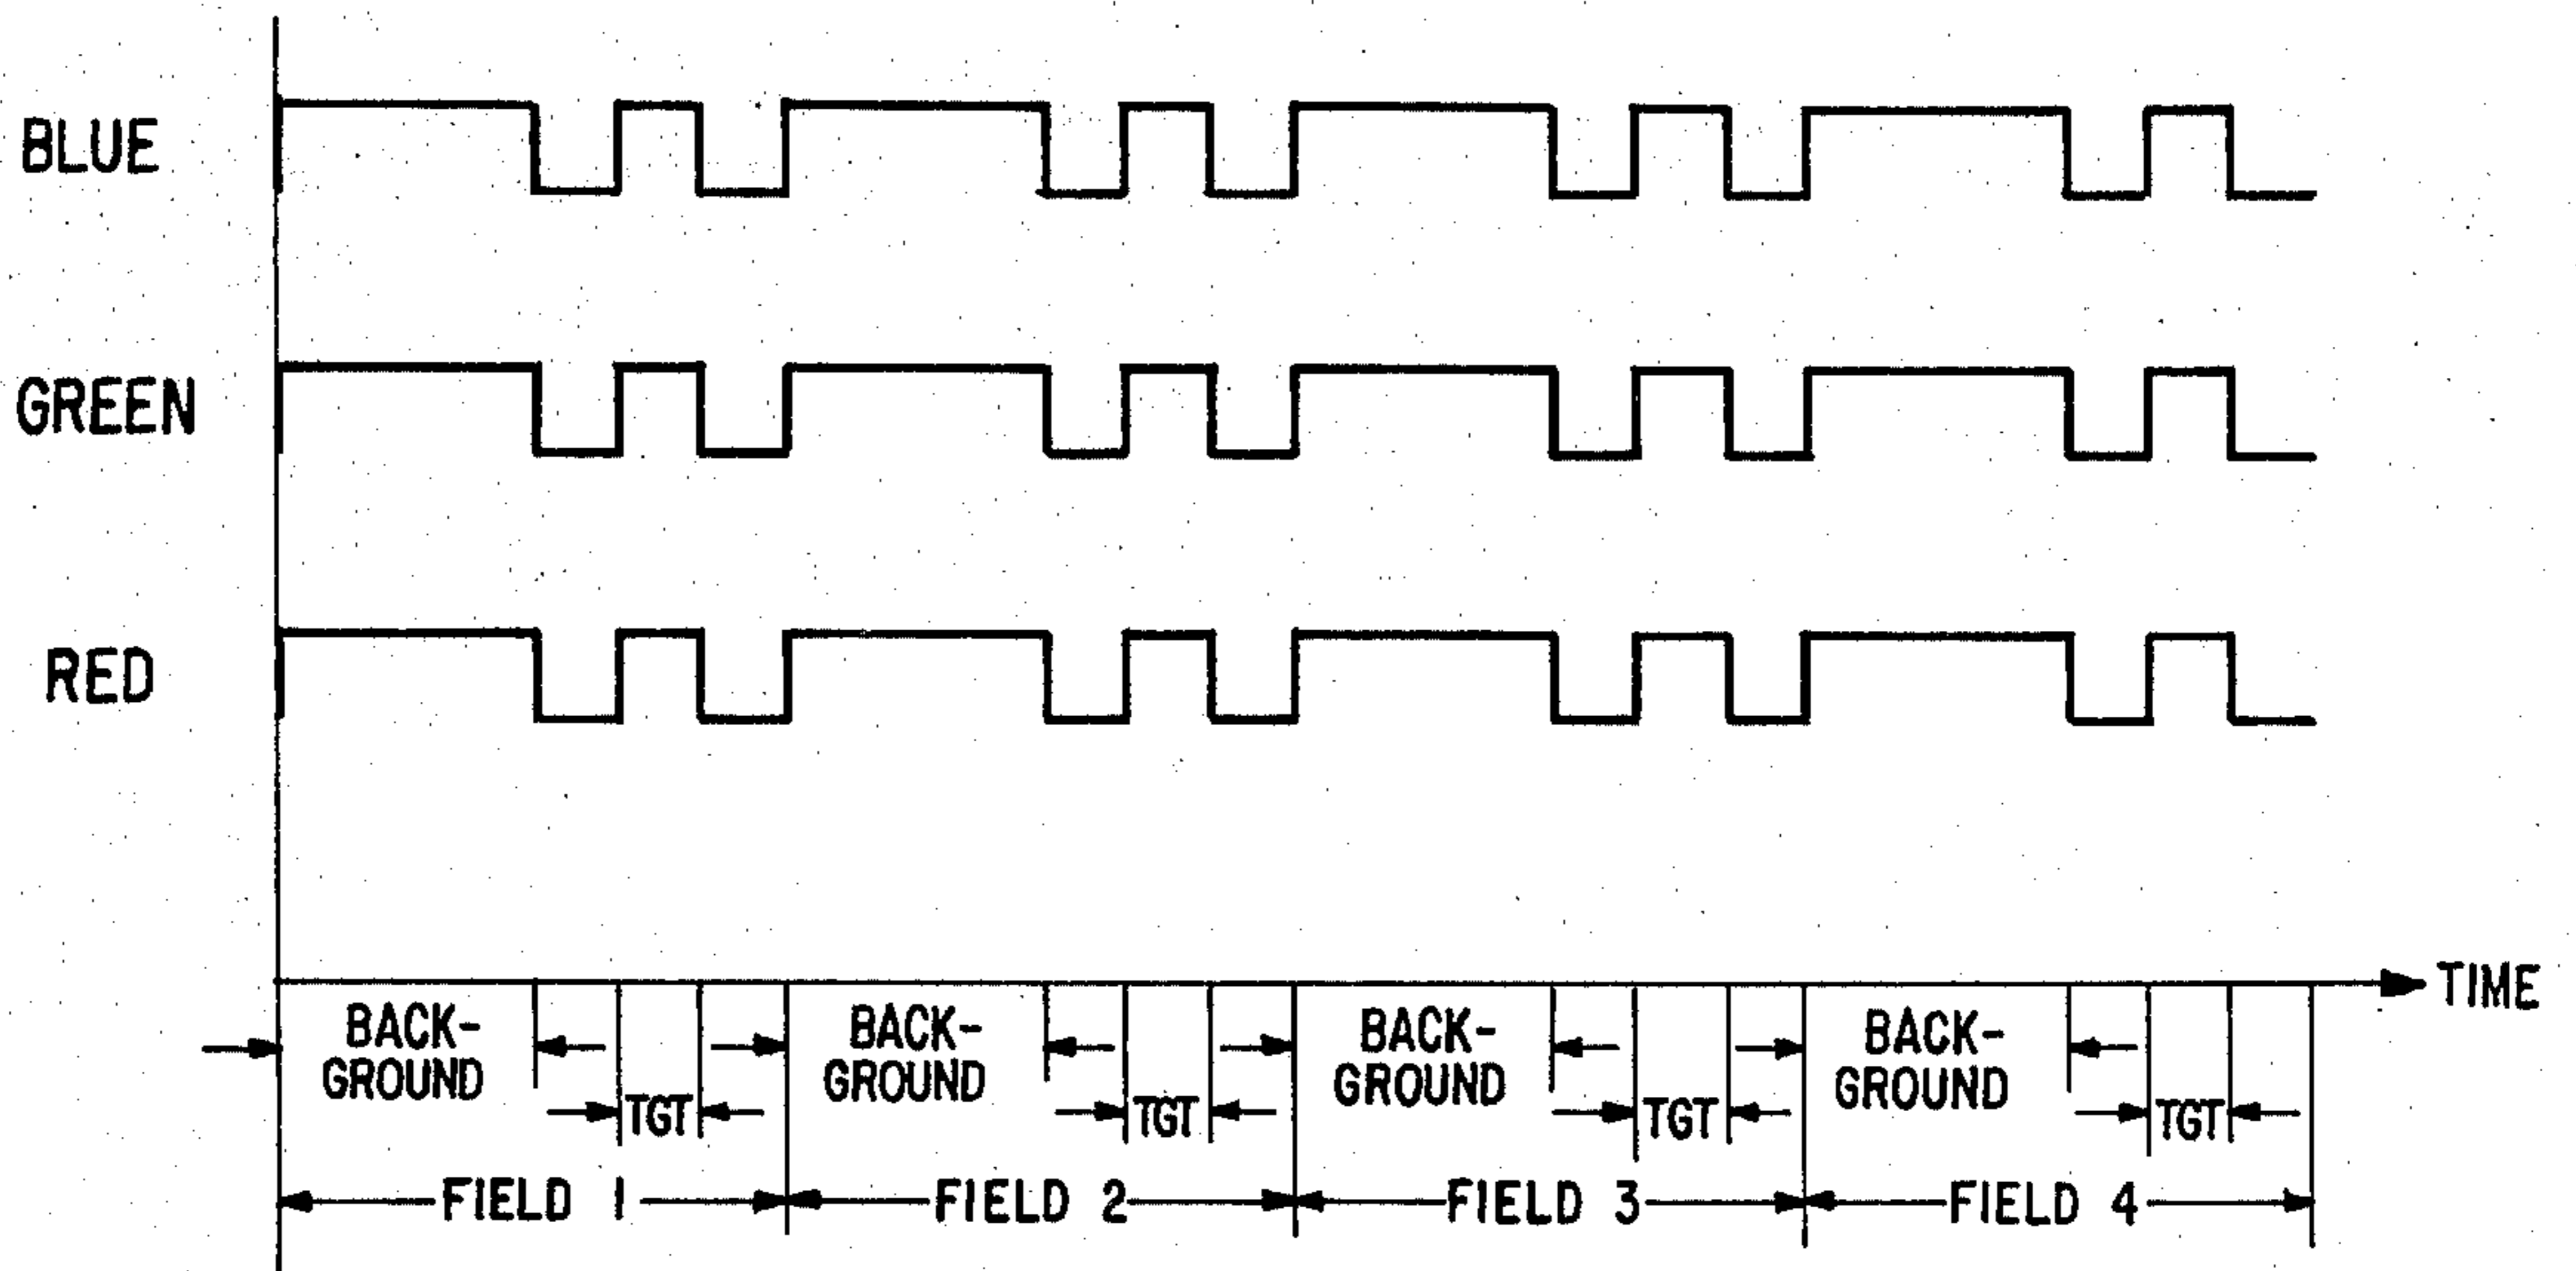 BLUE
GREEN
RED
TIME
BACK-
GROUND
BACK-
GROUND
BACK-
GROUND
BACK-
GROUND
TGT
TGT
TGT
TGT
FIELD 1
FIELD 2
FIELD 3
FIELD 4